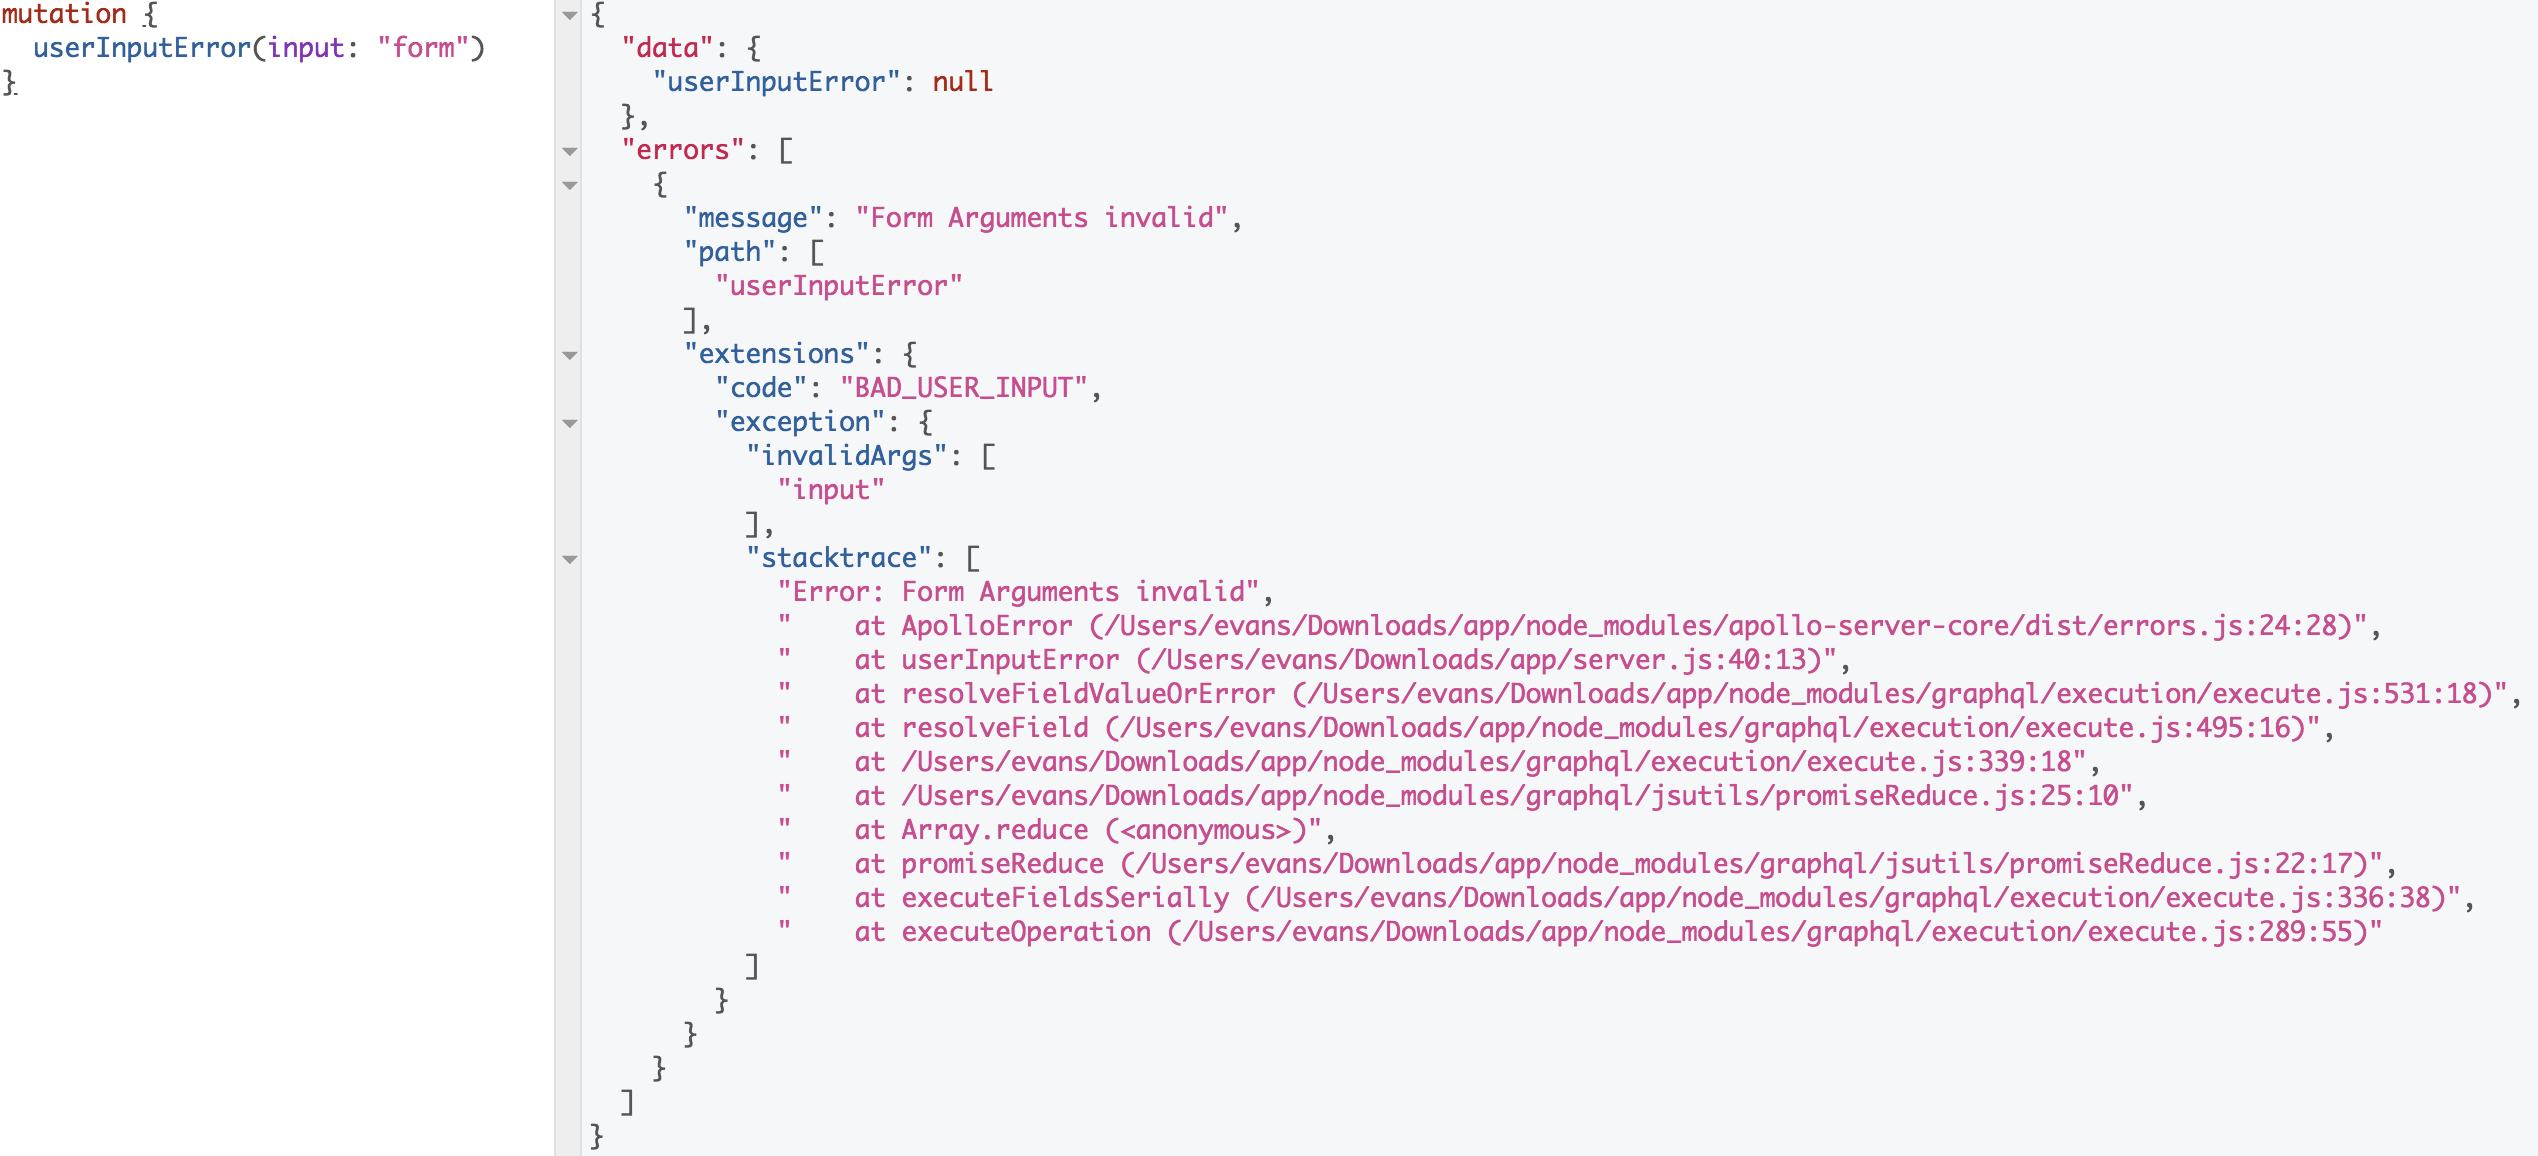 mutation {
  userInputError(input: "form")
}
{
  "data": {
    "userInputError": null
  },
  "errors": [
    {
      "message": "Form Arguments invalid",
      "path": [
        "userInputError"
      ],
      "extensions": {
        "code": "BAD_USER_INPUT",
        "exception": {
          "invalidArgs": [
            "input"
          ],
          "stacktrace": [
            "Error: Form Arguments invalid",
            "    at ApolloError (/Users/evans/Downloads/app/node_modules/apollo-server-core/dist/errors.js:24:28)",
            "    at userInputError (/Users/evans/Downloads/app/server.js:40:13)",
            "    at resolveFieldValueOrError (/Users/evans/Downloads/app/node_modules/graphql/execution/execute.js:531:18)",
            "    at resolveField (/Users/evans/Downloads/app/node_modules/graphql/execution/execute.js:495:16)",
            "    at /Users/evans/Downloads/app/node_modules/graphql/execution/execute.js:339:18",
            "    at /Users/evans/Downloads/app/node_modules/graphql/jsutils/promiseReduce.js:25:10",
            "    at Array.reduce (<anonymous>)",
            "    at promiseReduce (/Users/evans/Downloads/app/node_modules/graphql/jsutils/promiseReduce.js:22:17)",
            "    at executeFieldsSerially (/Users/evans/Downloads/app/node_modules/graphql/execution/execute.js:336:38)",
            "    at executeOperation (/Users/evans/Downloads/app/node_modules/graphql/execution/execute.js:289:55)"
          ]
        }
      }
    }
  ]
}